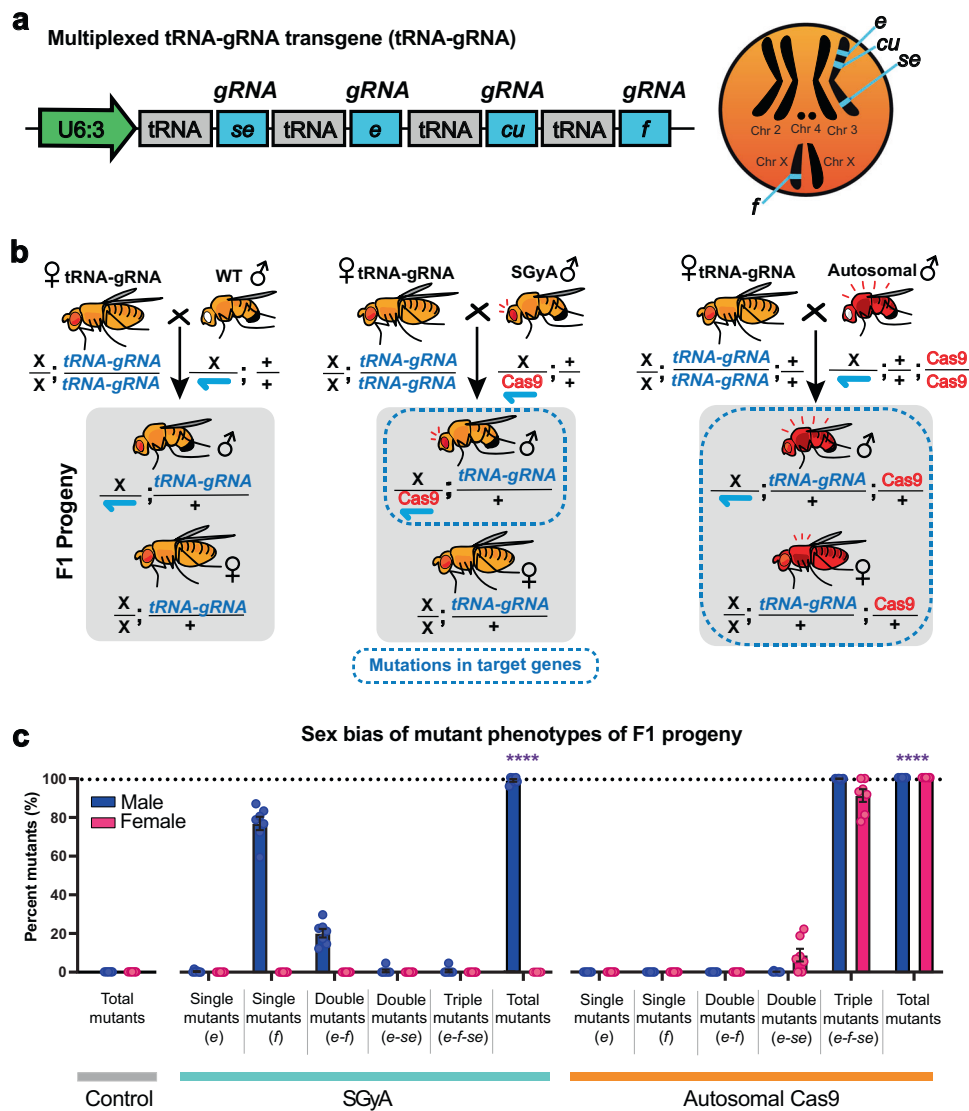 a
Multiplexed tRNA-gRNA transgene (tRNA-gRNA)
gRNA gRNA gRNA gRNA
U6:3 tRNA se tRNA e tRNA cu tRNA f
e
cu
se
Chr 2 Chr 4 Chr 3
Chr X Chr X
f
b
♀ tRNA-gRNA WT ♂
X
X ; tRNA-gRNA
tRNA-gRNA
X ; +
+
♀ tRNA-gRNA SGyA ♂
X
X ; tRNA-gRNA
tRNA-gRNA
X
Cas9 ; +
+
♀ tRNA-gRNA Autosomal ♂
X
X ; tRNA-gRNA
tRNA-gRNA ; +
+
X ; +
+ ; Cas9
Cas9
F1 Progeny
♂
X ; tRNA-gRNA
+
♀
X
X ; tRNA-gRNA
+
♂
X
Cas9 ; tRNA-gRNA
+
♀
X
X ; tRNA-gRNA
+
♂
X ; tRNA-gRNA
+ ; Cas9
+
♀
X
X ; tRNA-gRNA
+ ; Cas9
+
Mutations in target genes
c
Sex bias of mutant phenotypes of F1 progeny
Percent mutants (%)
100
80
60
40
20
0
Male
Female
**** ****
Total mutants
Single mutants (e)
Single mutants (f)
Double mutants (e-f)
Double mutants (e-se)
Triple mutants (e-f-se)
Total mutants
Single mutants (e)
Single mutants (f)
Double mutants (e-f)
Double mutants (e-se)
Triple mutants (e-f-se)
Total mutants
Control SGyA Autosomal Cas9